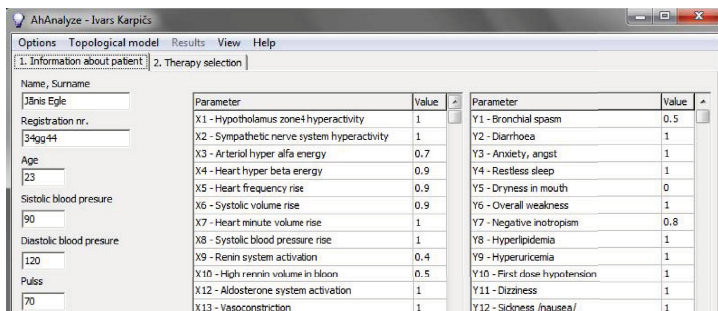 AhAnalyze - Ivars Karpičs
Options Topological model Results View Help
1. Information about patient 2. Therapy selection
Name, Surname
Jānis Egle
Registration nr.
34gg44
Age
23
Sistolic blood presure
90
Diastolic blood presure
120
Pulss
70
Parameter Value
X1 - Hypotholamus zone4 hyperactivity 1
X2 - Sympathetic nerve system hyperactivity 1
X3 - Arteriol hyper alfa energy 0.7
X4 - Heart hyper beta energy 0.9
X5 - Heart frequency rise 0.9
X6 - Systolic volume rise 0.9
X7 - Heart minute volume rise 1
X8 - Systolic blood pressure rise 1
X9 - Renin system activation 0.4
X10 - High rennin volume in bloon 0.5
X12 - Aldosterone system activation 1
X13 - Vasoconstriction 1
Parameter Value
Y1 - Bronchial spasm 0.5
Y2 - Diarrhoea 1
Y3 - Anxiety, angst 1
Y4 - Restless sleep 1
Y5 - Dryness in mouth 0
Y6 - Overall weakness 1
Y7 - Negative inotropism 0.8
Y8 - Hyperlipidemia 1
Y9 - Hyperuricemia 1
Y10 - First dose hypotension 1
Y11 - Dizziness 1
Y12 - Sickness /nausea/ 1